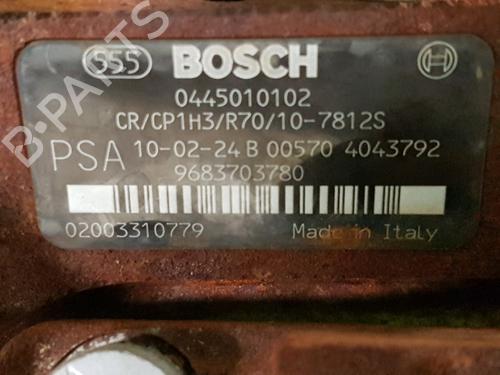 555 BOSCH
0445010102
CR/CP1H3/R70/10-7812S
PSA 10-02-24 B 00570 4043792
9683703780
02003310779 Made in Italy
B-PARTS